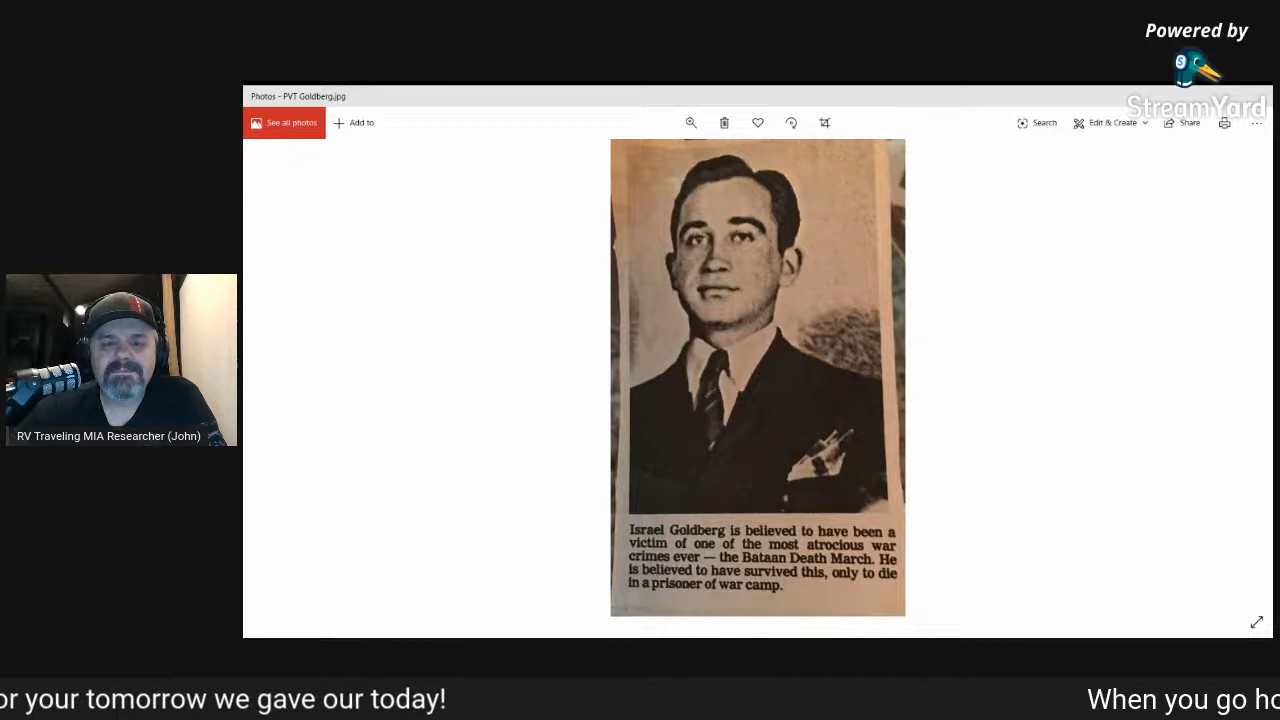 Powered by
StreamYard
Photos - PVT Goldberg.jpg
See all photos
Add to
Search
Edit & Create
Share
Israel Goldberg is believed to have been a
victim of one of the most atrocious war
crimes ever — the Bataan Death March. He
is believed to have survived this, only to die
in a prisoner of war camp.
RV Traveling MIA Researcher (John)
or your tomorrow we gave our today!
When you go ho